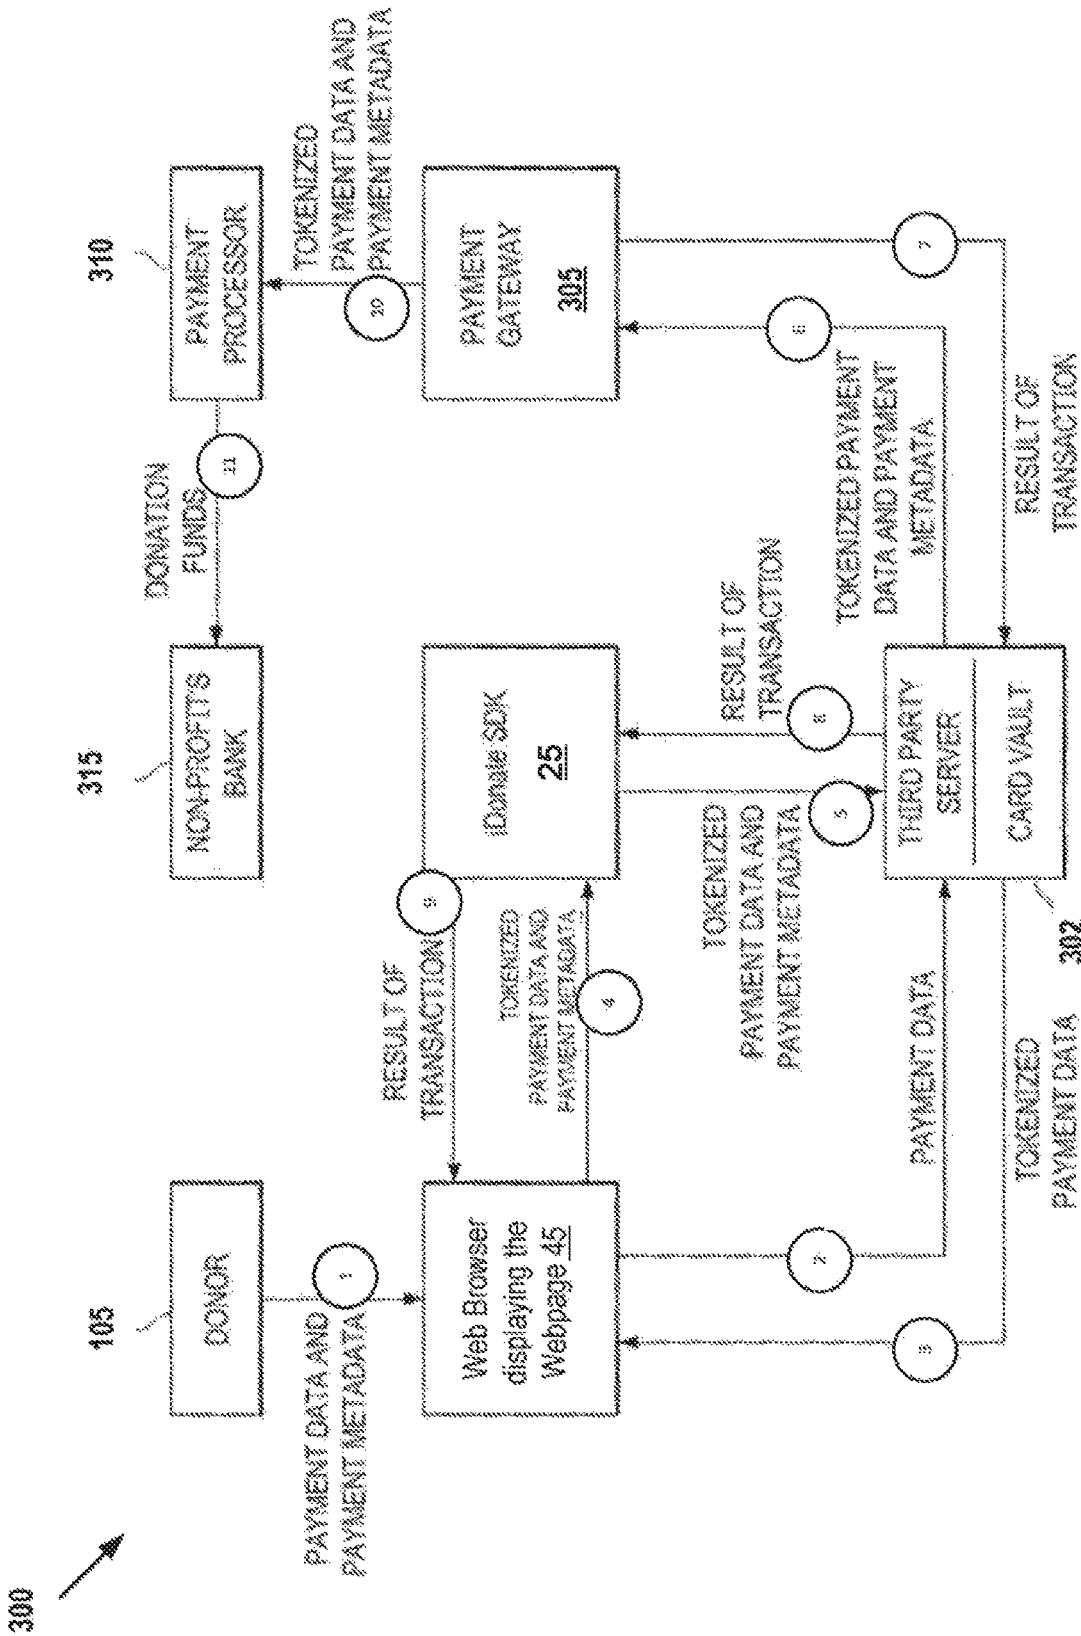 300
105
DONOR
315
NON-PROFIT'S
BANK
310
PAYMENT
PROCESSOR
DONATION
FUNDS
11
PAYMENT DATA AND
PAYMENT METADATA
1
RESULT OF
TRANSACTION
9
TOKENIZED
PAYMENT DATA AND
PAYMENT METADATA
10
Web Browser
displaying the
Webpage 45
TOKENIZED
PAYMENT DATA AND
PAYMENT METADATA
4
iDonate SDK
25
PAYMENT
GATEWAY
305
2
3
PAYMENT DATA
TOKENIZED
PAYMENT DATA
TOKENIZED
PAYMENT DATA AND
PAYMENT METADATA
5
RESULT OF
TRANSACTION
8
TOKENIZED PAYMENT
DATA AND PAYMENT
METADATA
6
7
RESULT OF
TRANSACTION
THIRD PARTY
SERVER
CARD VAULT
302